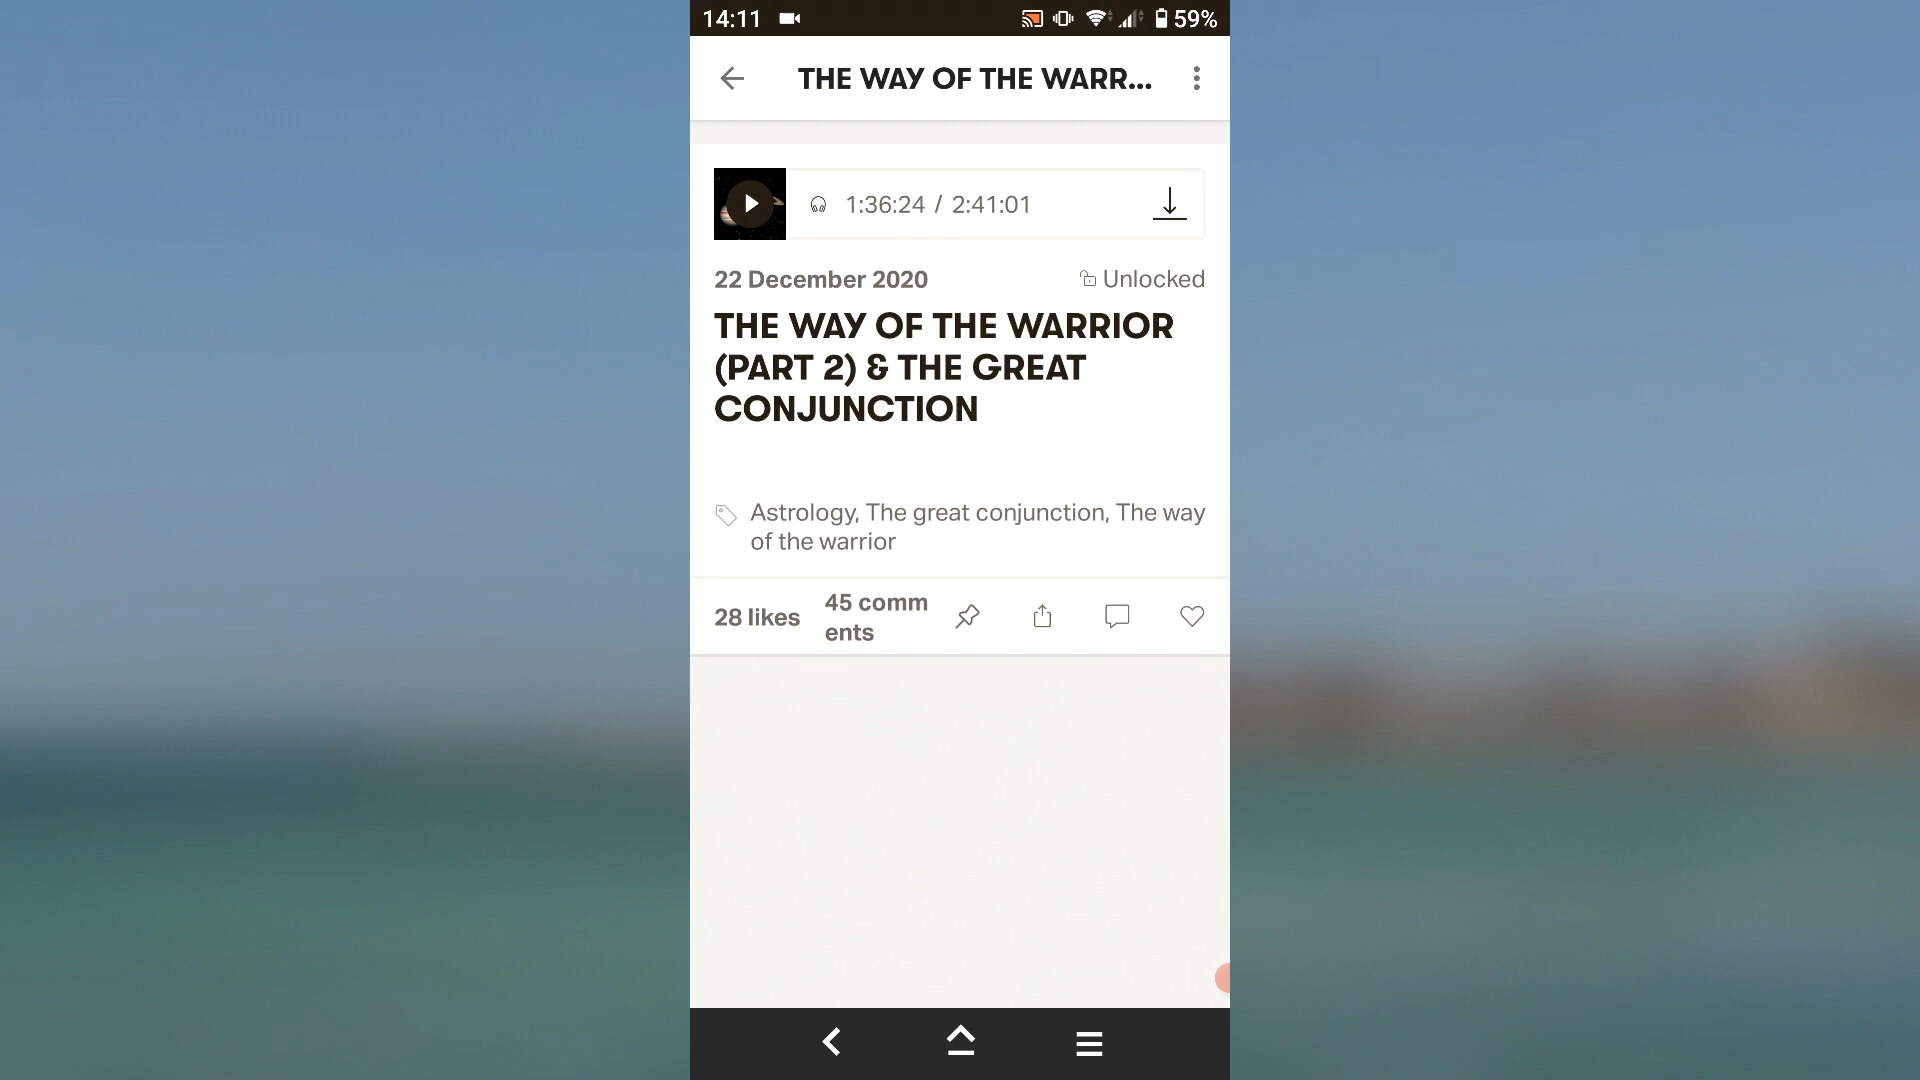 14:11
59%
THE WAY OF THE WARR...
1:36:24 / 2:41:01
22 December 2020
Unlocked
THE WAY OF THE WARRIOR
(PART 2) & THE GREAT
CONJUNCTION
Astrology, The great conjunction, The way
of the warrior
28 likes
45 comm
ents